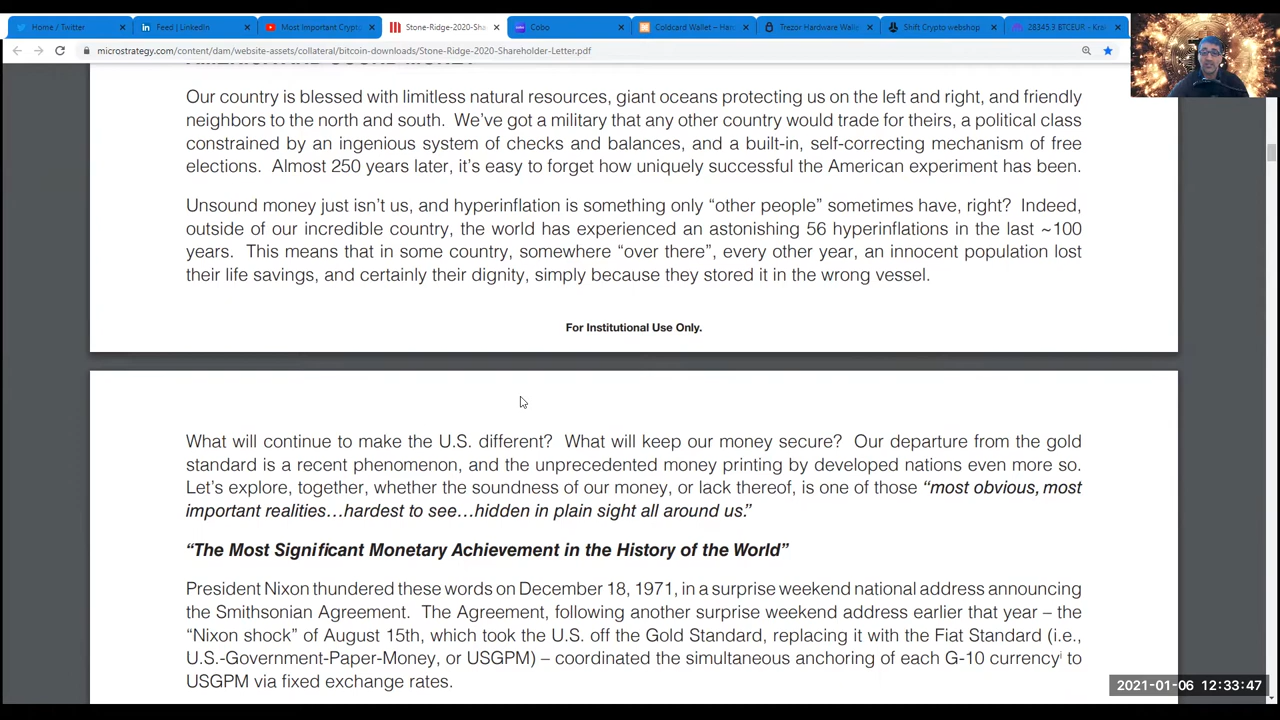 Home / Twitter
Feed | LinkedIn
Most Important Crypto
Stone-Ridge-2020-Sha
Cobo
Coldcard Wallet – Har
Trezor Hardware Walle
Shift Crypto webshop
28345.3 BTCEUR - Kra
microstrategy.com/content/dam/website-assets/collateral/bitcoin-downloads/Stone-Ridge-2020-Shareholder-Letter.pdf
Our country is blessed with limitless natural resources, giant oceans protecting us on the left and right, and friendly
neighbors to the north and south. We've got a military that any other country would trade for theirs, a political class
constrained by an ingenious system of checks and balances, and a built-in, self-correcting mechanism of free
elections. Almost 250 years later, it's easy to forget how uniquely successful the American experiment has been.
Unsound money just isn't us, and hyperinflation is something only “other people” sometimes have, right? Indeed,
outside of our incredible country, the world has experienced an astonishing 56 hyperinflations in the last ~100
years. This means that in some country, somewhere “over there”, every other year, an innocent population lost
their life savings, and certainly their dignity, simply because they stored it in the wrong vessel.
For Institutional Use Only.
What will continue to make the U.S. different? What will keep our money secure? Our departure from the gold
standard is a recent phenomenon, and the unprecedented money printing by developed nations even more so.
Let's explore, together, whether the soundness of our money, or lack thereof, is one of those “most obvious, most
important realities…hardest to see…hidden in plain sight all around us.”
“The Most Significant Monetary Achievement in the History of the World”
President Nixon thundered these words on December 18, 1971, in a surprise weekend national address announcing
the Smithsonian Agreement. The Agreement, following another surprise weekend address earlier that year – the
“Nixon shock” of August 15th, which took the U.S. off the Gold Standard, replacing it with the Fiat Standard (i.e.,
U.S.-Government-Paper-Money, or USGPM) – coordinated the simultaneous anchoring of each G-10 currencyⁱ to
USGPM via fixed exchange rates.
2021-01-06 12:33:47